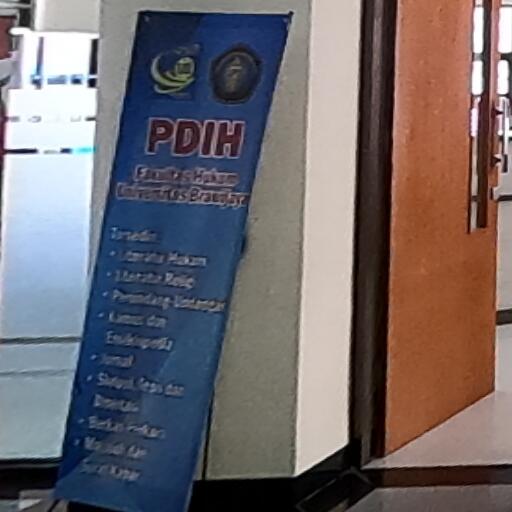 PDIH
Fakultas Hukum
Universitas Brawijaya
Tersedia:
• Literatur Hukum
• Literatur Religi
• Perundang-Undangan
• Kamus dan
Ensiklopedia
• Jurnal
• Skripsi, Tesis dan
Disertasi
• Berkas Perkara
• Majalah dan
Surat Kabar